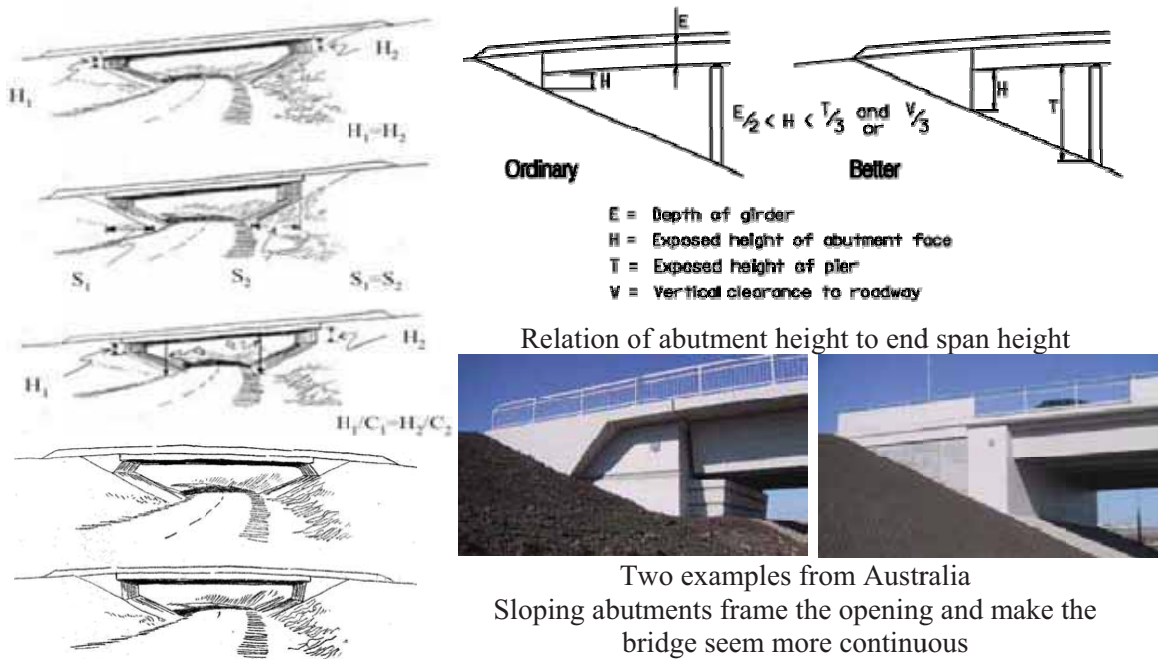 H₂
H₁
H₁=H₂
S₁
S₂
S₁=S₂
H₂
H₁
H₁/C₁=H₂/C₂
E
H
Ordinary
E/2 < H < T/3 and or V/3
H
T
Better
E = Depth of girder
H = Exposed height of abutment face
T = Exposed height of pier
V = Vertical clearance to roadway
Relation of abutment height to end span height
Two examples from Australia
Sloping abutments frame the opening and make the
bridge seem more continuous